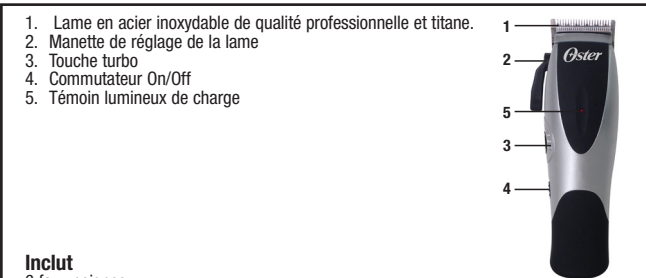 1. Lame en acier inoxydable de qualité professionnelle et titane.
2. Manette de réglage de la lame
3. Touche turbo
4. Commutateur On/Off
5. Témoin lumineux de charge
1
2
Oster
5
3
4
Inclut